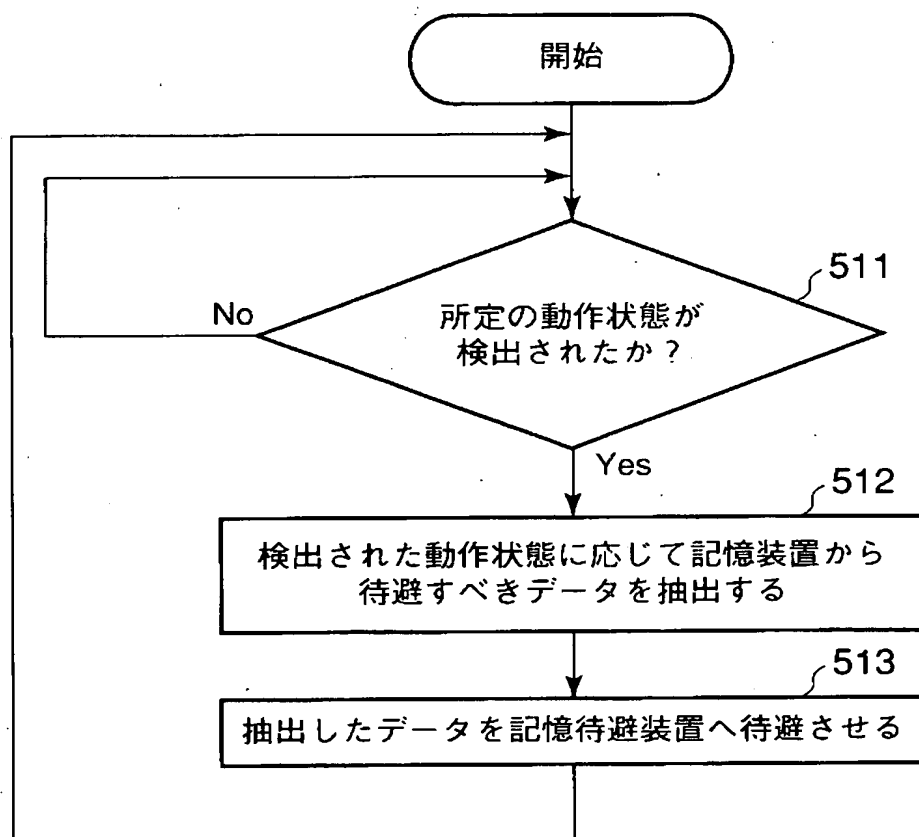 開始
511
所定の動作状態が
検出されたか？
No
Yes
512
検出された動作状態に応じて記憶装置から
待避すべきデータを抽出する
513
抽出したデータを記憶待避装置へ待避させる